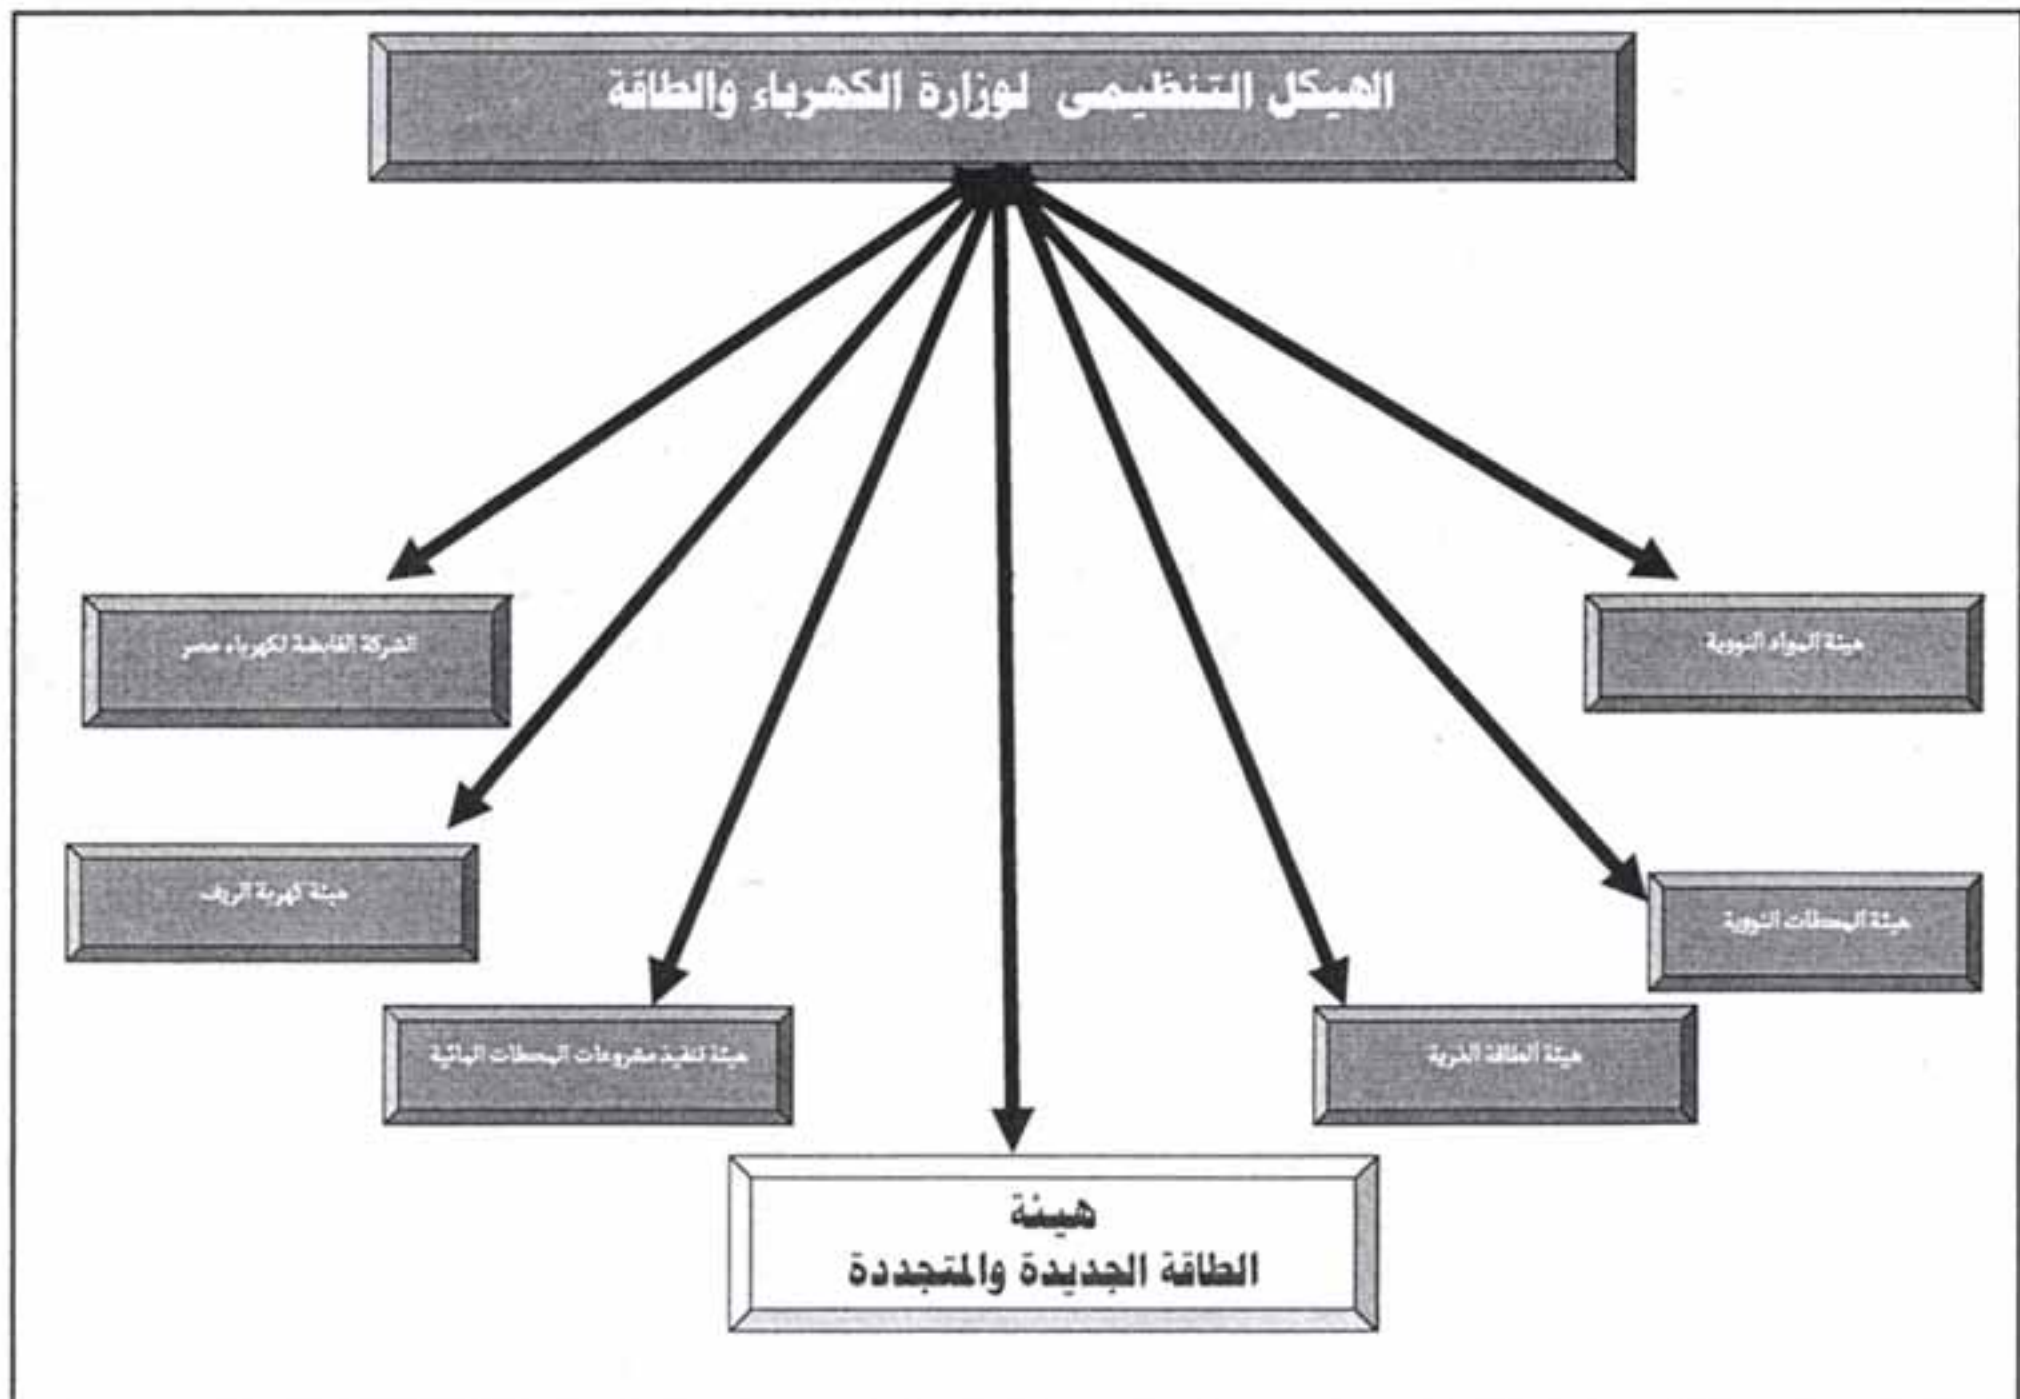 الهيكل التنظيمى لوزارة الكهرباء والطاقة
هيئة المواد النووية
الشركة القابضة لكهرباء مصر
هيئة المحطات النووية
هيئة كهربة الريف
هيئة الطاقة الذرية
هيئة تنفيذ مشروعات المحطات المائية
هيئة
الطاقة الجديدة والمتجددة